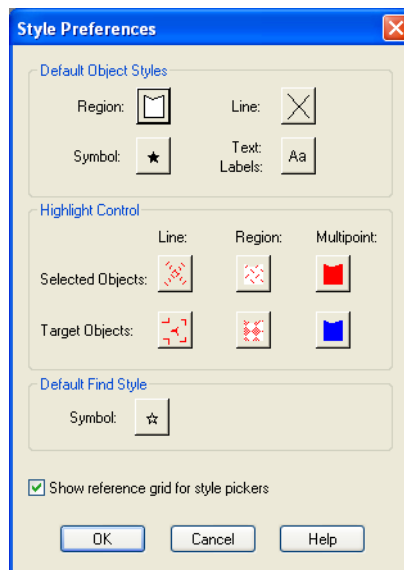 Style Preferences
Default Object Styles
Region:
Line:
Symbol:
Text:
Labels:
Aa
Highlight Control
Line:
Region:
Multipoint:
Selected Objects:
Target Objects:
Default Find Style
Symbol:
Show reference grid for style pickers
OK
Cancel
Help